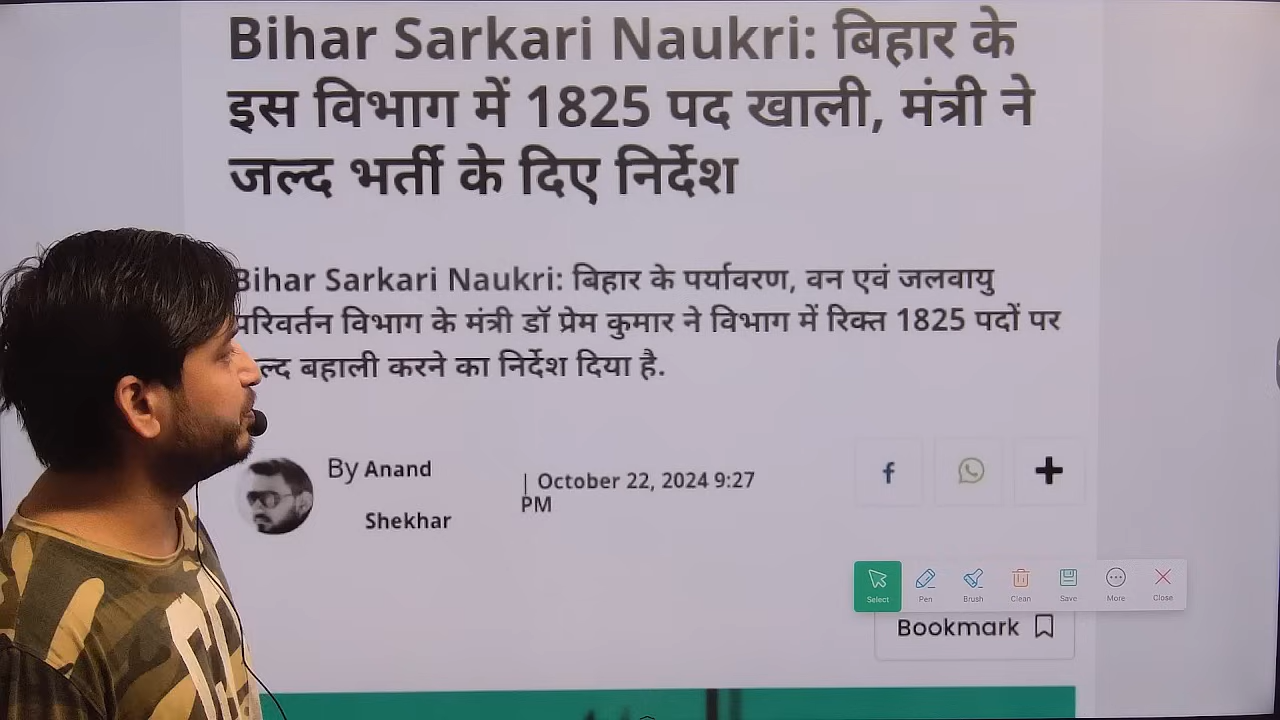 Bihar Sarkari Naukri: बिहार के
इस विभाग में 1825 पद खाली, मंत्री ने
जल्द भर्ती के दिए निर्देश
Bihar Sarkari Naukri: बिहार के पर्यावरण, वन एवं जलवायु
परिवर्तन विभाग के मंत्री डॉ प्रेम कुमार ने विभाग में रिक्त 1825 पदों पर
बहाली करने का निर्देश दिया है.
By Anand
Shekhar
| October 22, 2024 9:27
PM
Select Pen Brush Clean Save More Close
Bookmark